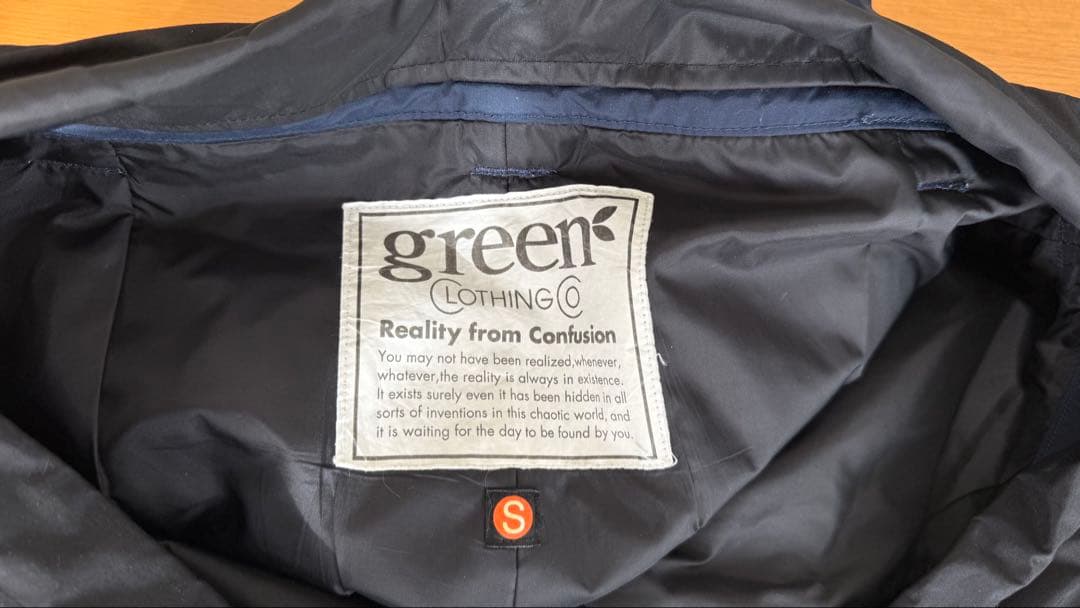 green
CLOTHING CO
Reality from Confusion
You may not have been realized,whenever,
whatever,the reality is always in existence.
It exists surely even it has been hidden in all
sorts of inventions in this chaotic world, and
it is waiting for the day to be found by you.
S